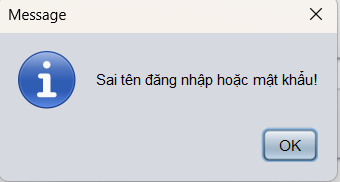 Message
Sai tên đăng nhập hoặc mật khẩu!
OK